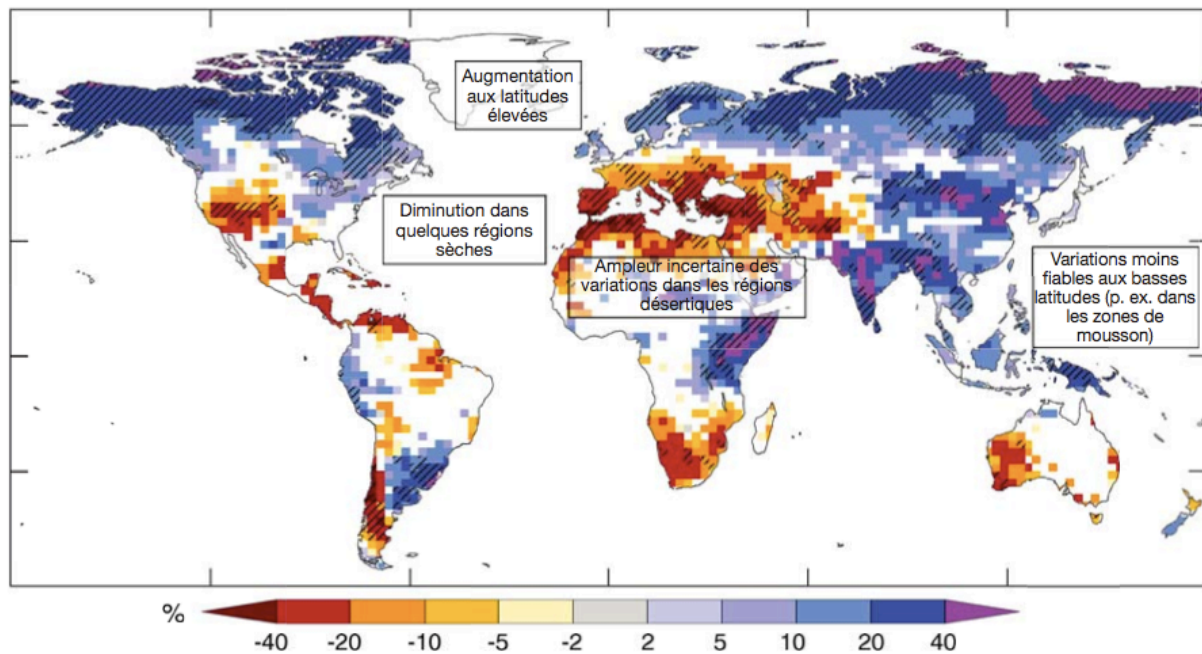 Augmentation
aux latitudes
élevées
Diminution dans
quelques régions
sèches
Ampleur incertaine des
variations dans les régions
désertiques
Variations moins
fiables aux basses
latitudes (p. ex. dans
les zones de
mousson)
%
-40 -20 -10 -5 -2 2 5 10 20 40